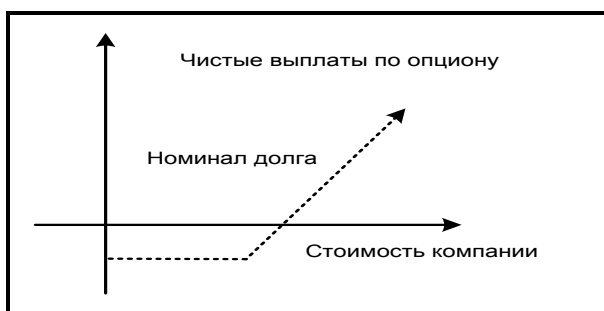 Чистые выплаты по опциону
Номинал долга
Стоимость компании